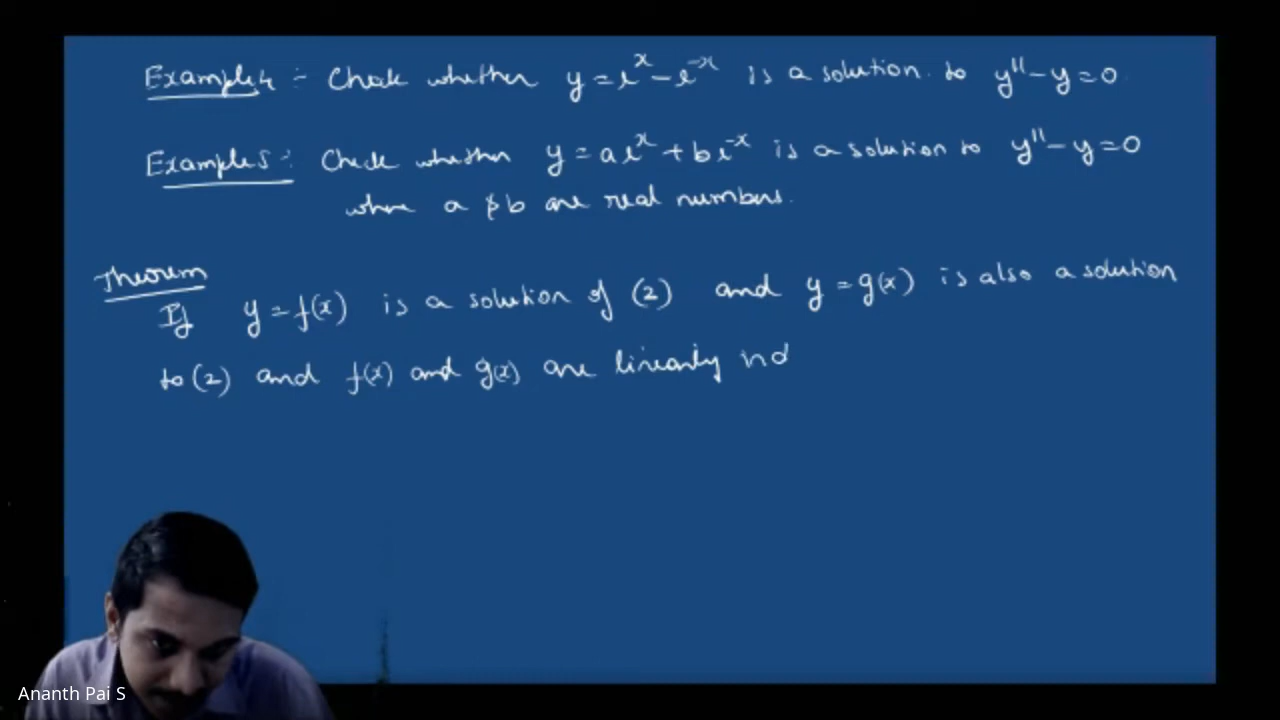 Example 4 :- Check whether y = e^x - e^-x is a solution to y'' - y = 0
Example 5 :- Check whether y = ae^x + be^-x is a solution to y'' - y = 0
where a & b are real numbers.
Theorem
If y = f(x) is a solution of (2) and y = g(x) is also a solution
to (2) and f(x) and g(x) are linearly ind
Ananth Pai S